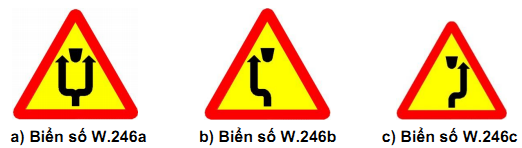 a) Biển số W.246a b) Biển số W.246b c) Biển số W.246c